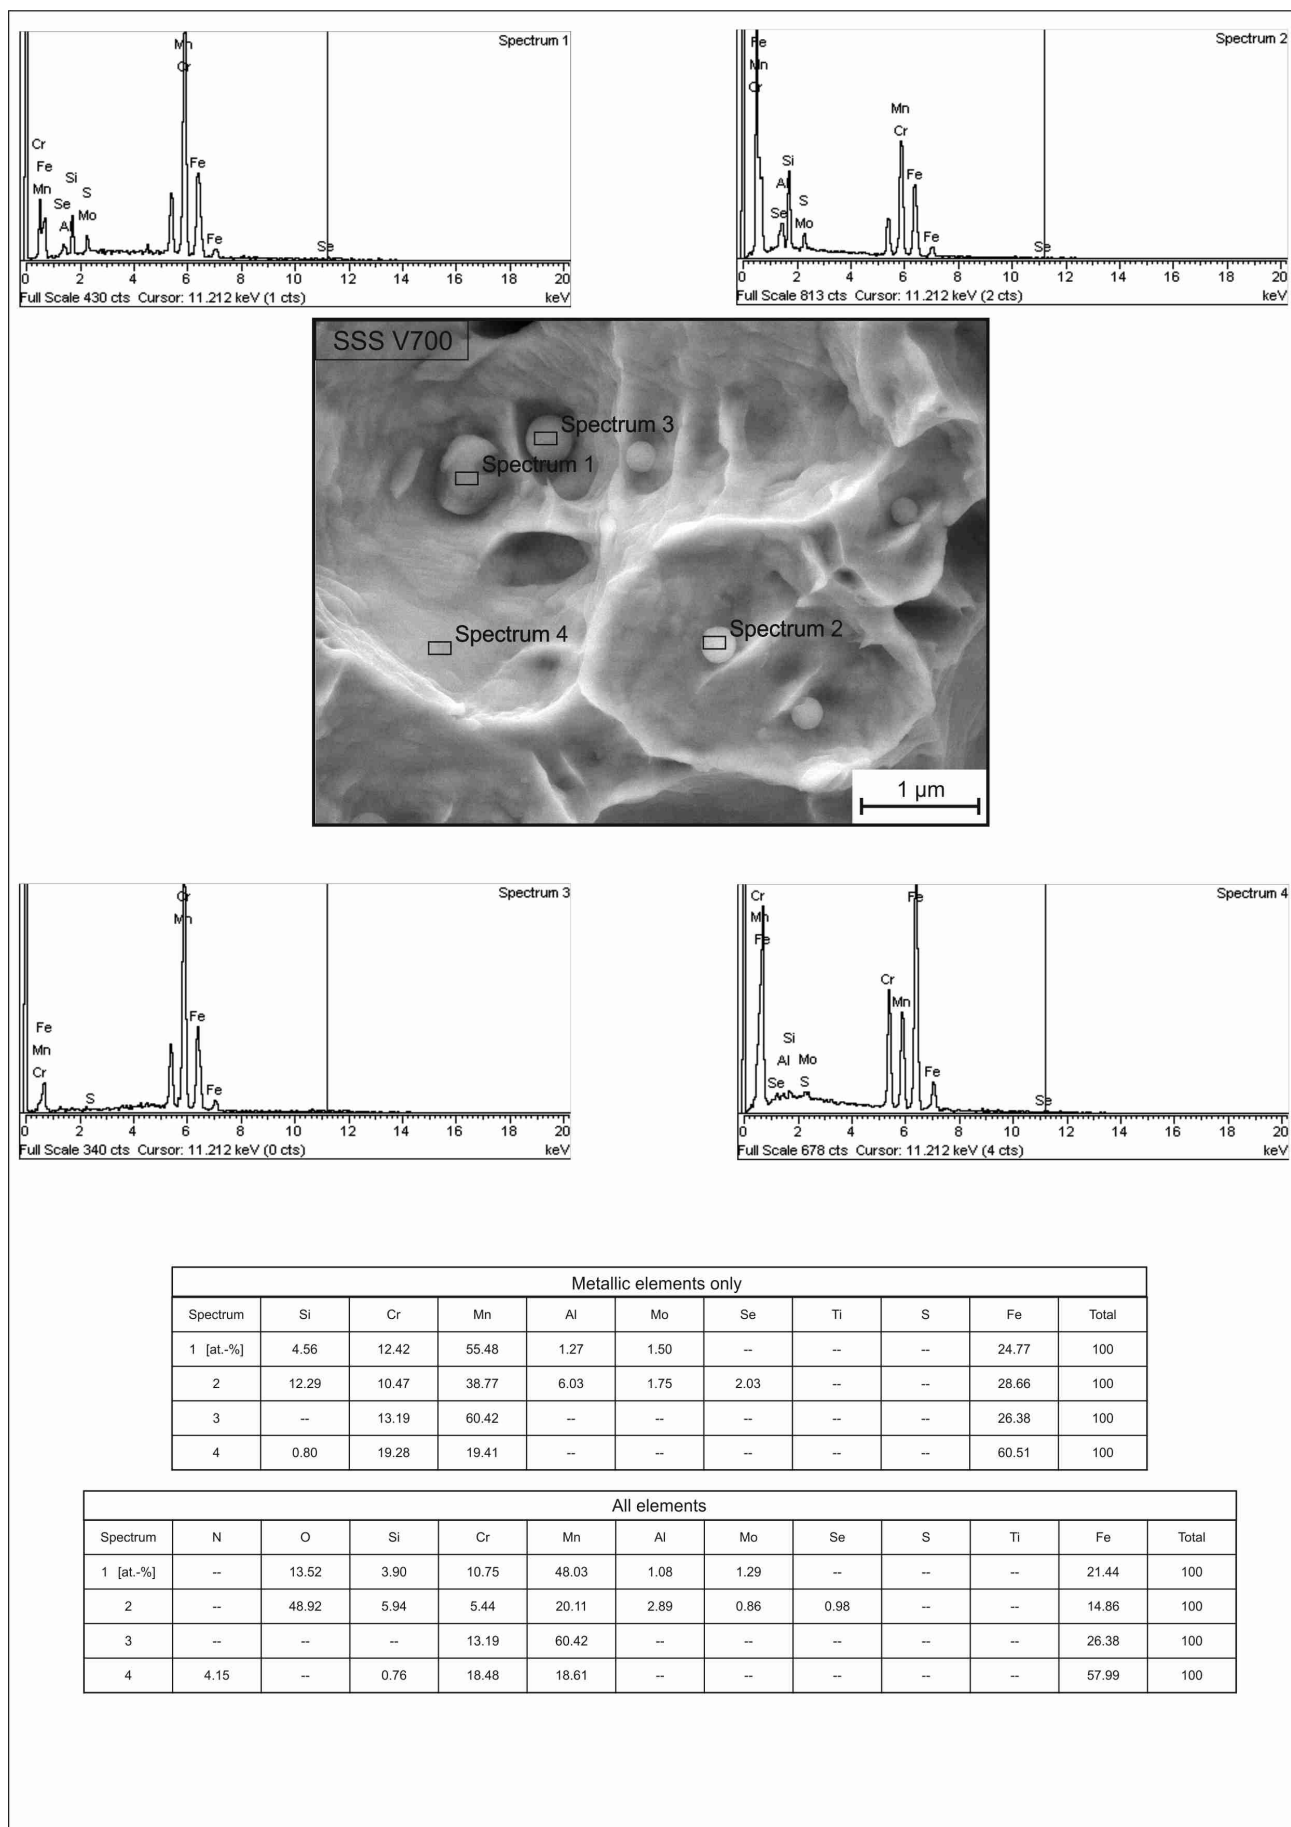 Spectrum 1
Mn
Cr
Cr
Fe
Mn
Se
Al
Si
S
Mo
Fe
Fe
Se
0 2 4 6 8 10 12 14 16 18 20
Full Scale 430 cts Cursor: 11.212 keV (1 cts) keV
Spectrum 2
Fe
Mn
Cr
Si
Al
Se
S
Mo
Mn
Cr
Fe
Fe
Se
0 2 4 6 8 10 12 14 16 18 20
Full Scale 813 cts Cursor: 11.212 keV (2 cts) keV
SSS V700
Spectrum 3
Spectrum 1
Spectrum 4
Spectrum 2
1 µm
Spectrum 3
Cr
Mn
Fe
Mn
Cr
S
Fe
Fe
0 2 4 6 8 10 12 14 16 18 20
Full Scale 340 cts Cursor: 11.212 keV (0 cts) keV
Spectrum 4
Cr
Mn
Fe
Si
Al
Se
Mo
S
Cr
Mn
Fe
Fe
Se
0 2 4 6 8 10 12 14 16 18 20
Full Scale 678 cts Cursor: 11.212 keV (4 cts) keV
Metallic elements only
Spectrum Si Cr Mn Al Mo Se Ti S Fe Total
1 [at.-%] 4.56 12.42 55.48 1.27 1.50 -- -- -- 24.77 100
2 12.29 10.47 38.77 6.03 1.75 2.03 -- -- 28.66 100
3 -- 13.19 60.42 -- -- -- -- -- 26.38 100
4 0.80 19.28 19.41 -- -- -- -- -- 60.51 100
All elements
Spectrum N O Si Cr Mn Al Mo Se S Ti Fe Total
1 [at.-%] -- 13.52 3.90 10.75 48.03 1.08 1.29 -- -- -- 21.44 100
2 -- 48.92 5.94 5.44 20.11 2.89 0.86 0.98 -- -- 14.86 100
3 -- -- -- 13.19 60.42 -- -- -- -- -- 26.38 100
4 4.15 -- 0.76 18.48 18.61 -- -- -- -- -- 57.99 100